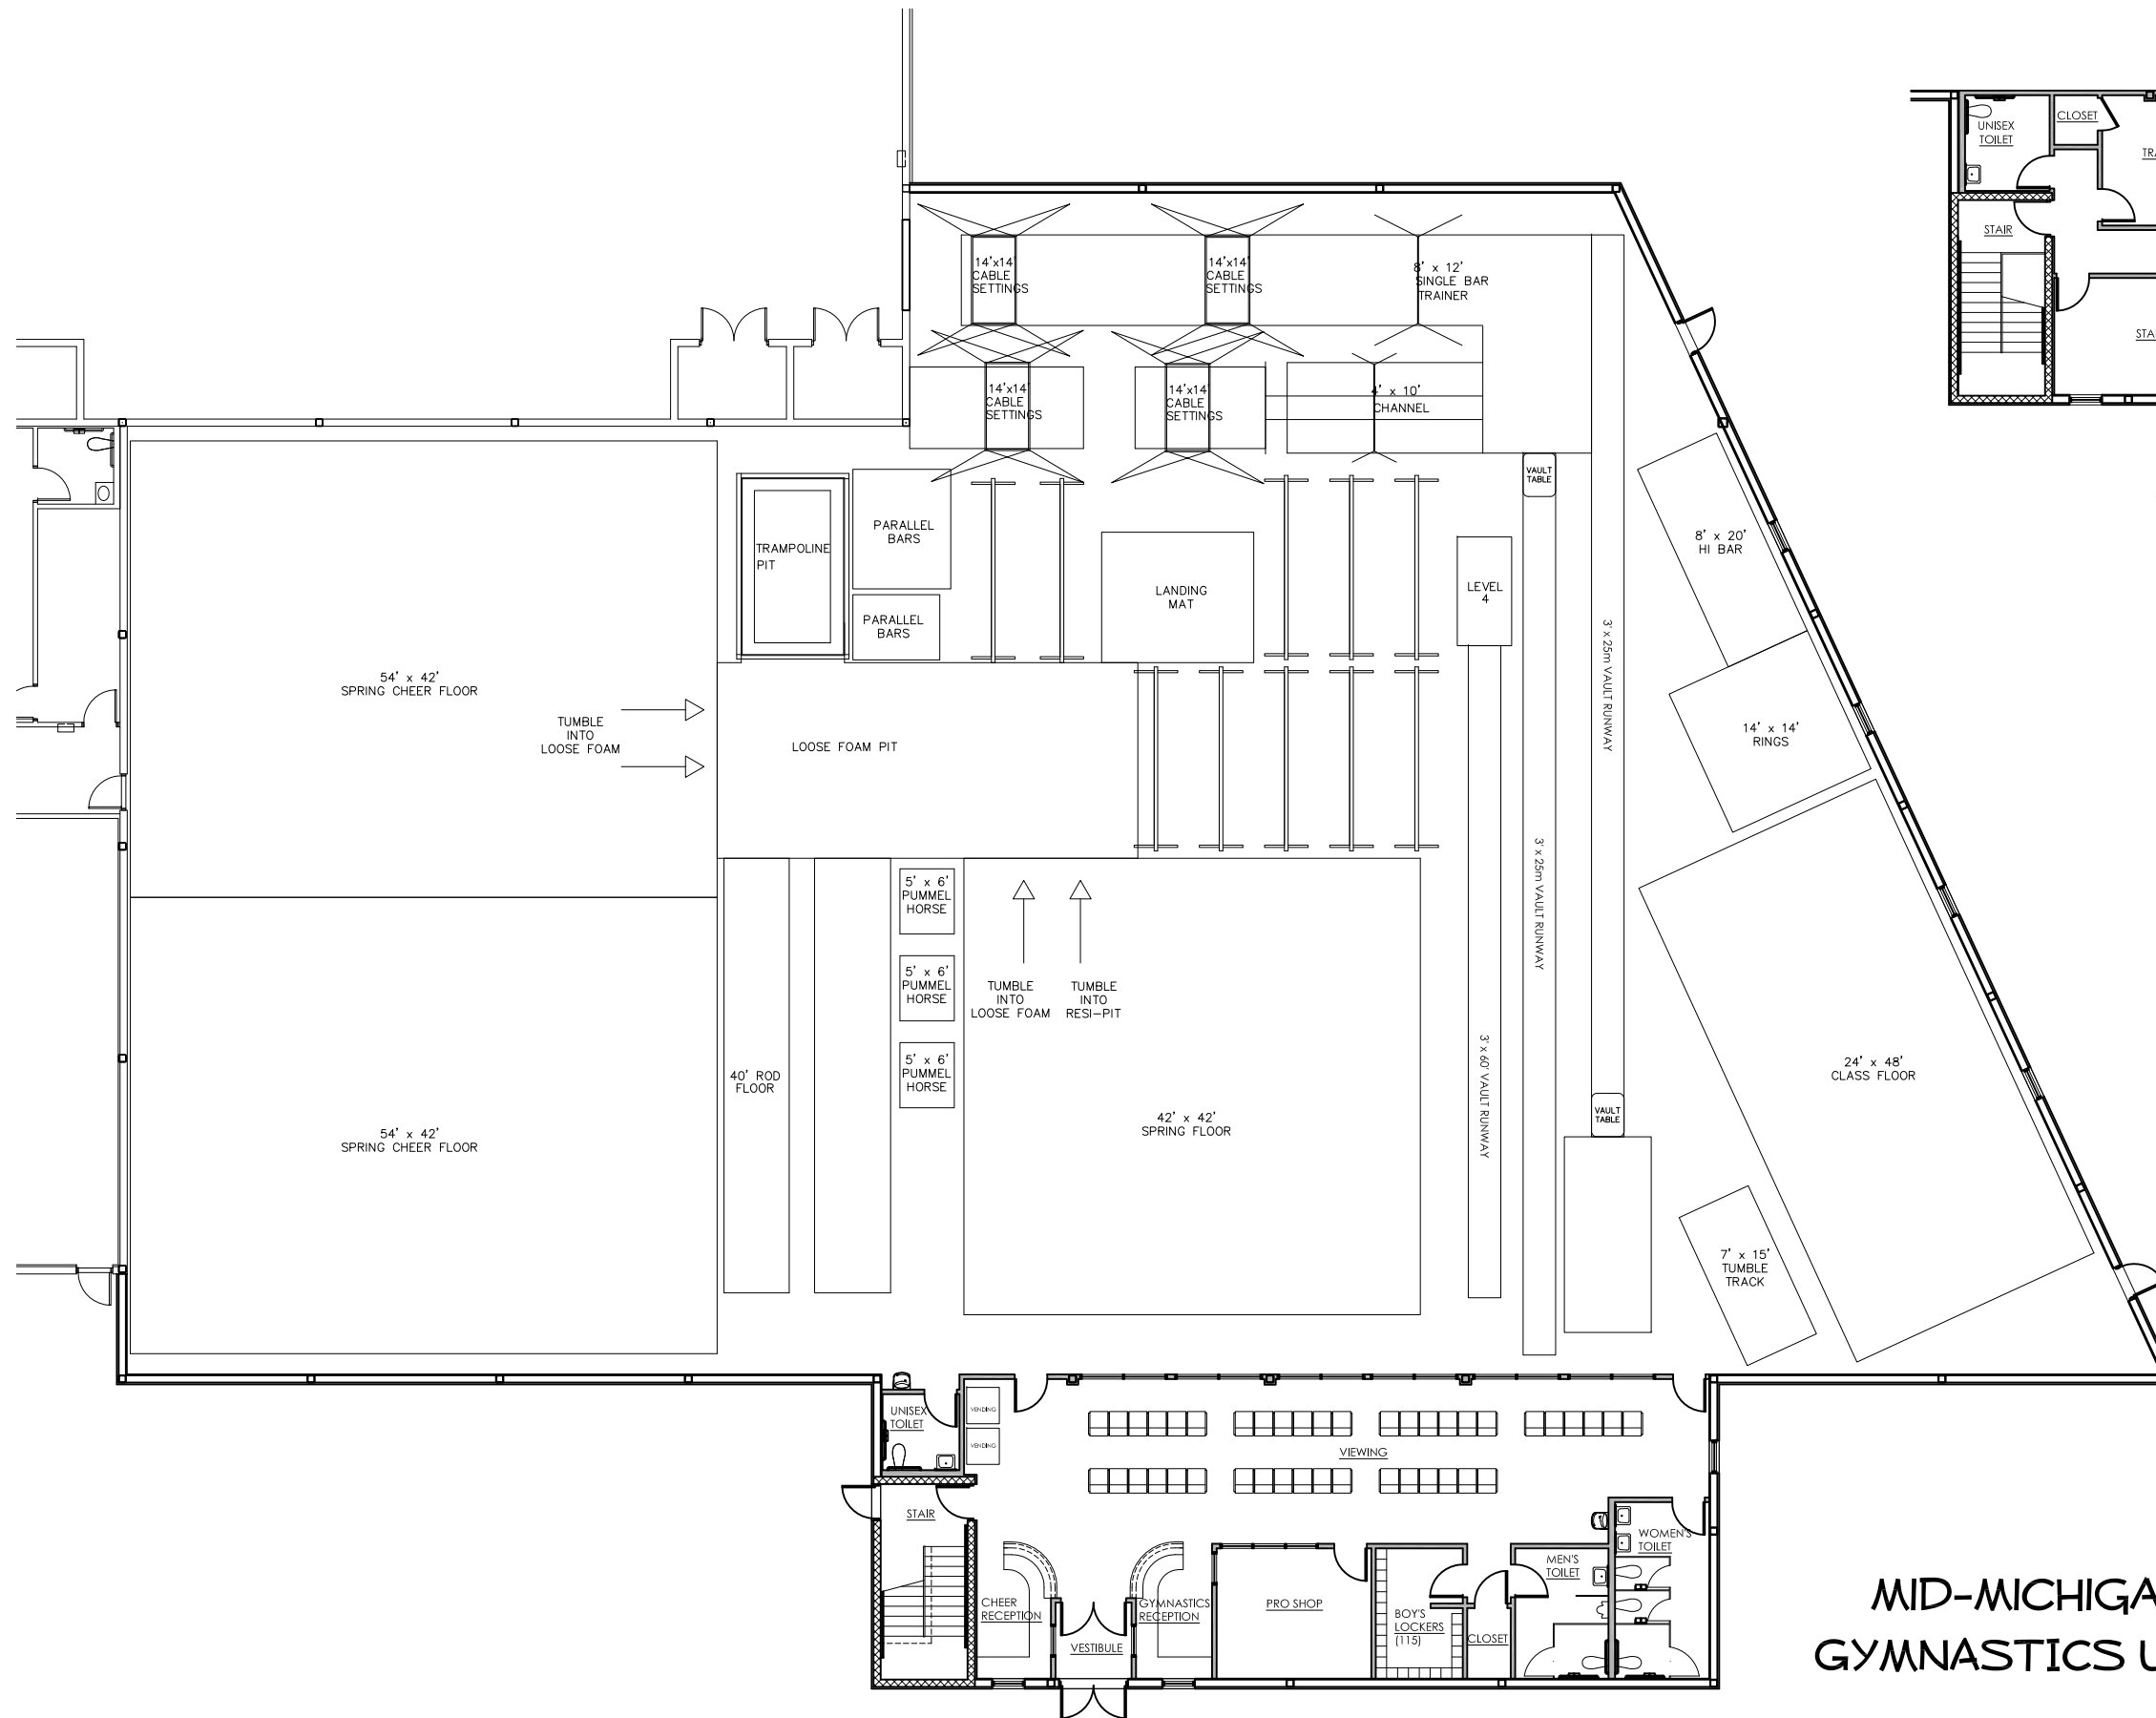 UNISEX
TOILET
CLOSET
STAIR
14'x14'
CABLE
SETTINGS
14'x14'
CABLE
SETTINGS
8' x 12'
SINGLE BAR
TRAINER
14'x14'
CABLE
SETTINGS
14'x14'
CABLE
SETTINGS
4' x 10'
CHANNEL
VAULT
TABLE
PARALLEL
BARS
TRAMPOLINE
PIT
8' x 20'
HI BAR
LANDING
MAT
LEVEL
4
PARALLEL
BARS
3' x 25m VAULT RUNWAY
54' x 42'
SPRING CHEER FLOOR
TUMBLE
INTO
LOOSE FOAM
LOOSE FOAM PIT
14' x 14'
RINGS
5' x 6'
PUMMEL
HORSE
3' x 25m VAULT RUNWAY
5' x 6'
PUMMEL
HORSE
TUMBLE
INTO
LOOSE FOAM
TUMBLE
INTO
RESI-PIT
5' x 6'
PUMMEL
HORSE
40' ROD
FLOOR
3' x 60' VAULT RUNWAY
24' x 48'
CLASS FLOOR
54' x 42'
SPRING CHEER FLOOR
42' x 42'
SPRING FLOOR
VAULT
TABLE
7' x 15'
TUMBLE
TRACK
UNISEX
TOILET
VENDING
VENDING
VIEWING
STAIR
WOMEN'S
TOILET
MEN'S
TOILET
CHEER
RECEPTION
GYMNASTICS
RECEPTION
PRO SHOP
BOY'S
LOCKERS
(115)
CLOSET
VESTIBULE
MID-MICHIGA
GYMNASTICS U